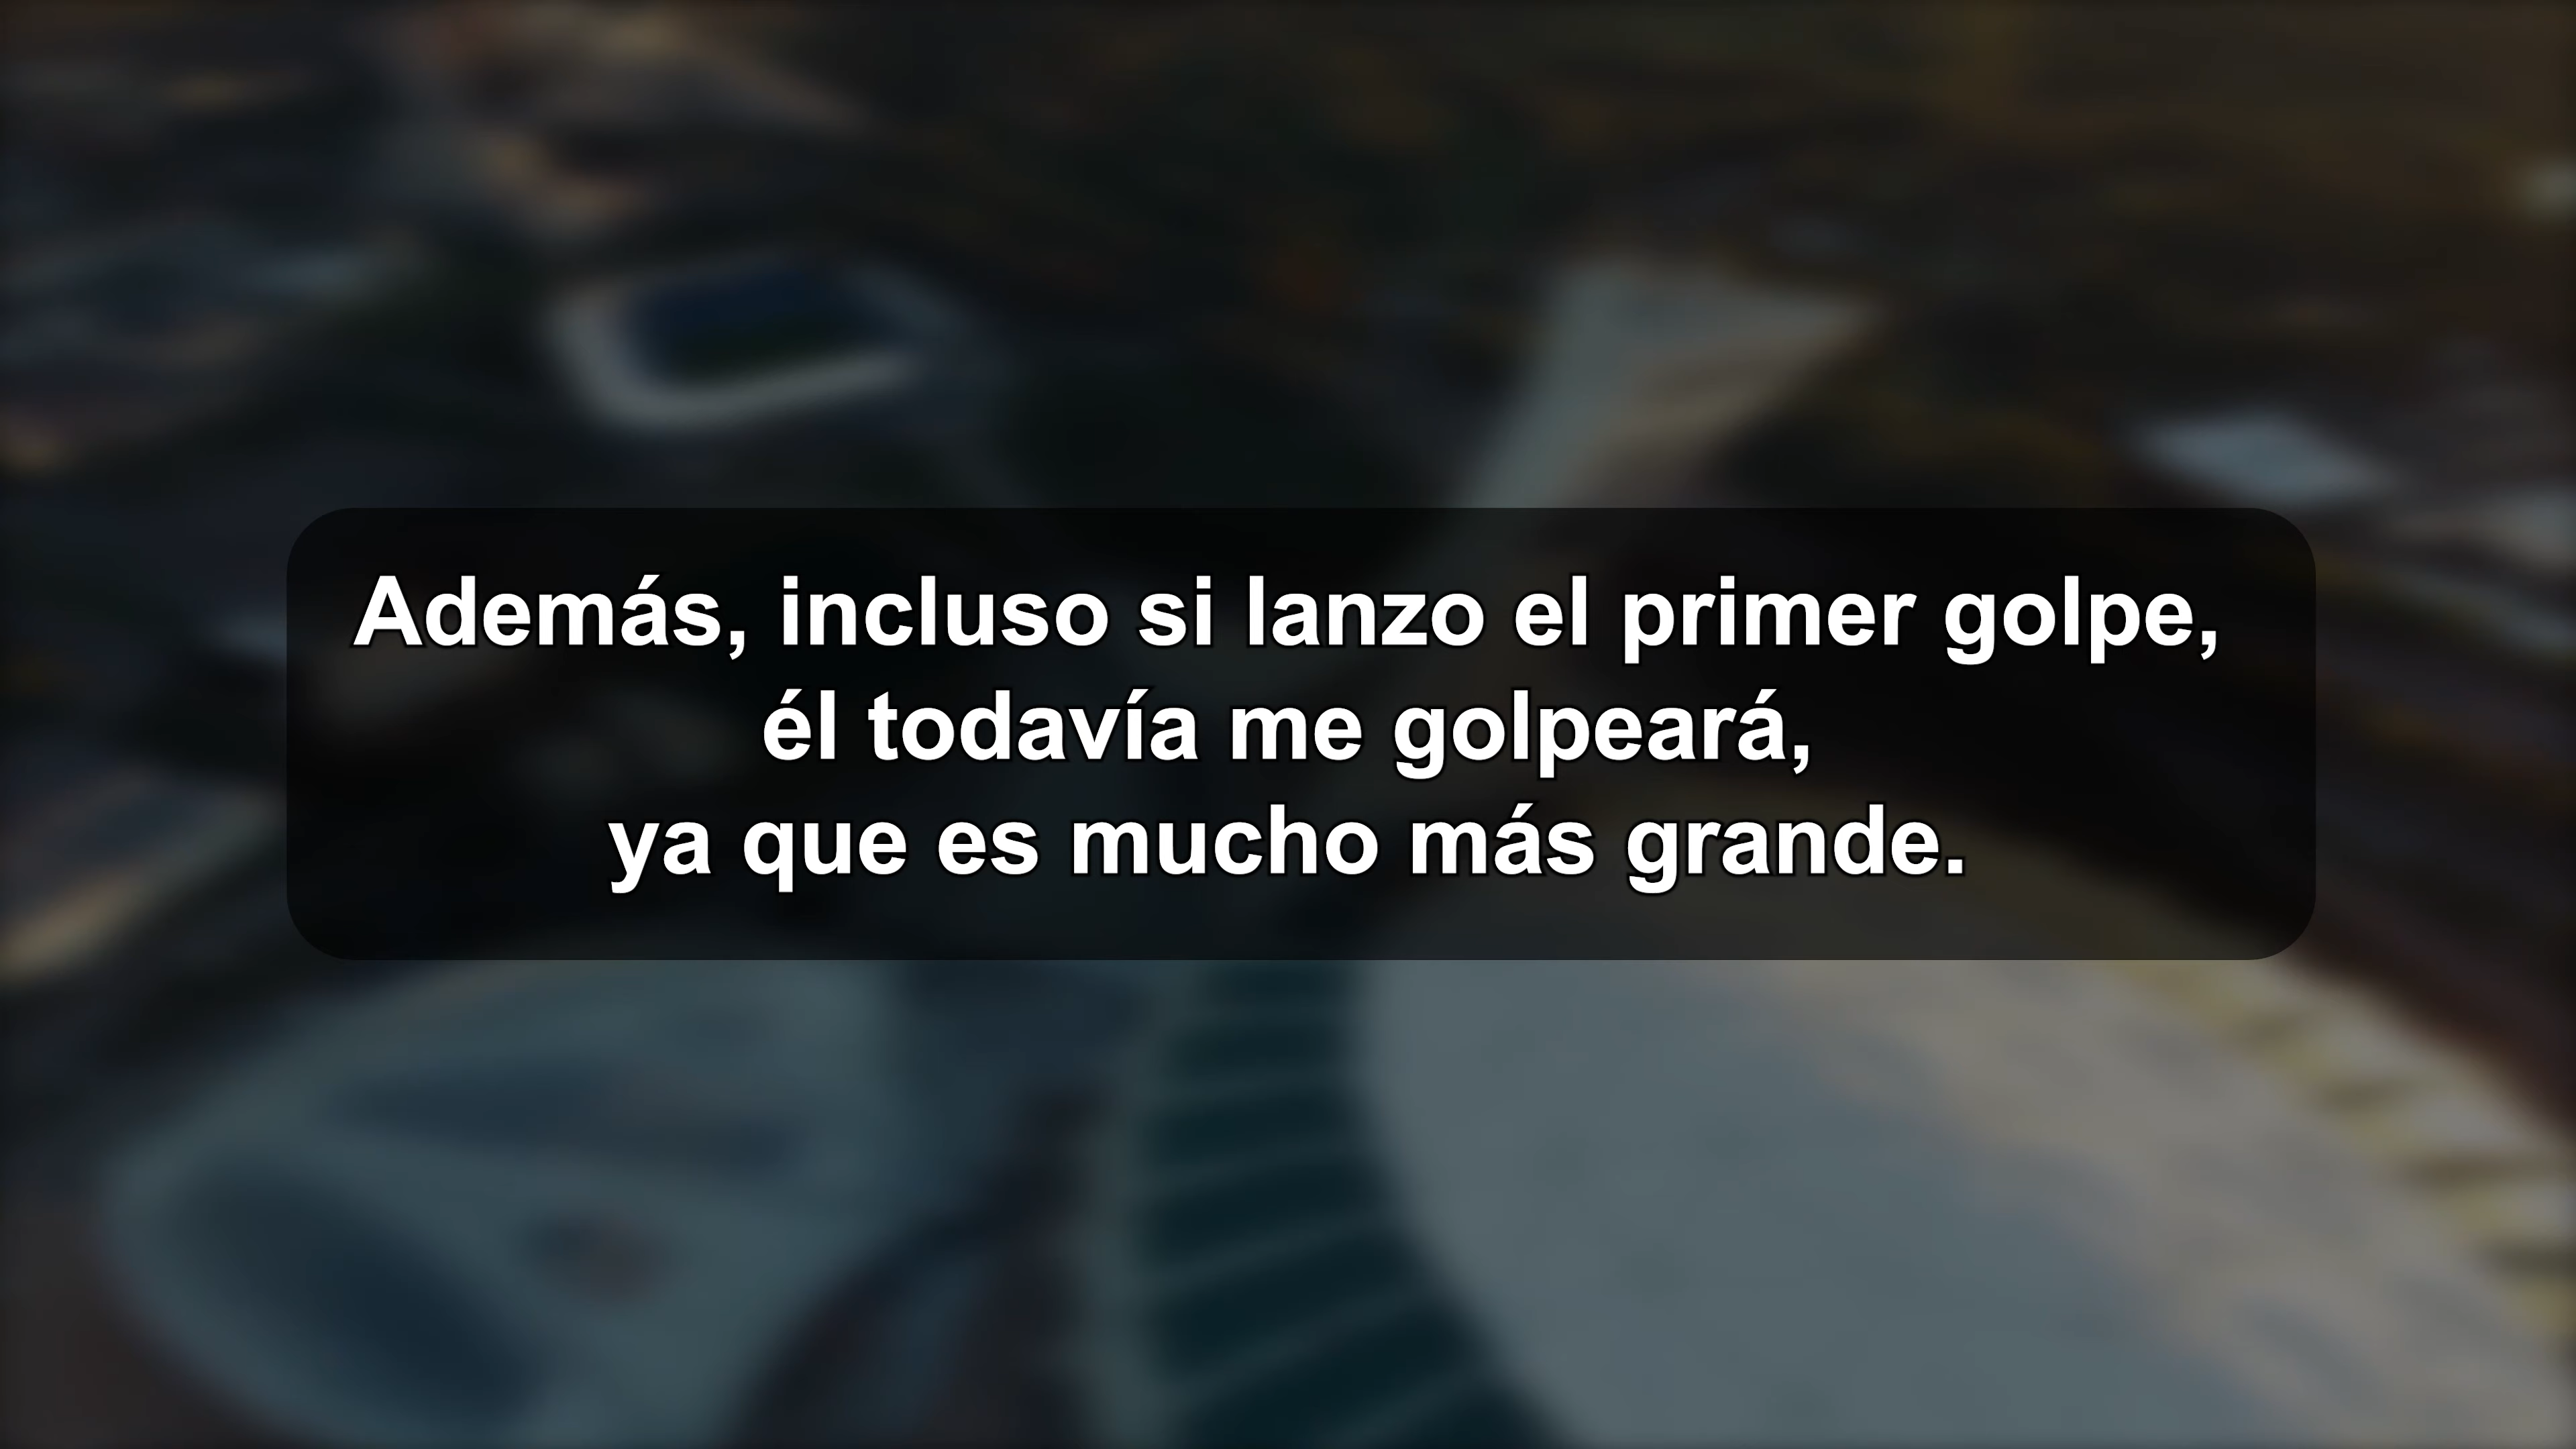 Además, incluso si lanzo el primer golpe,
él todavía me golpeará,
ya que es mucho más grande.